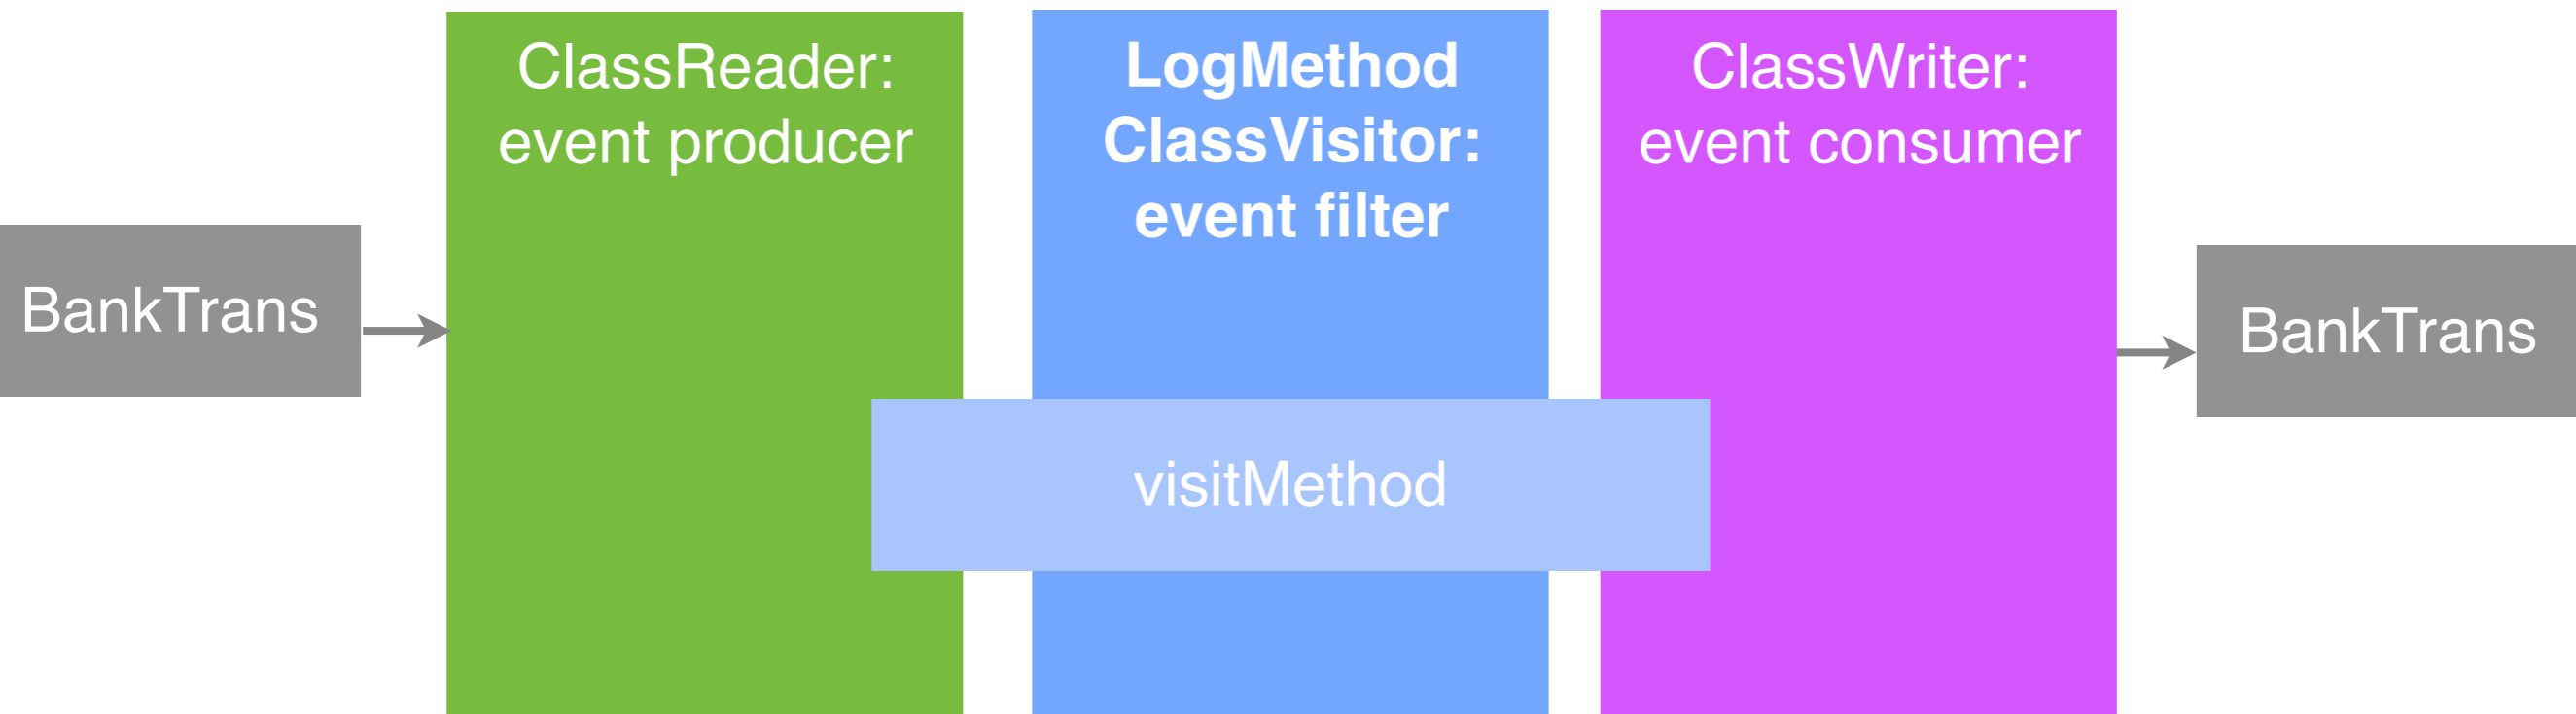 BankTrans
ClassReader:
event producer
LogMethod
ClassVisitor:
event filter
visitMethod
ClassWriter:
event consumer
BankTrans